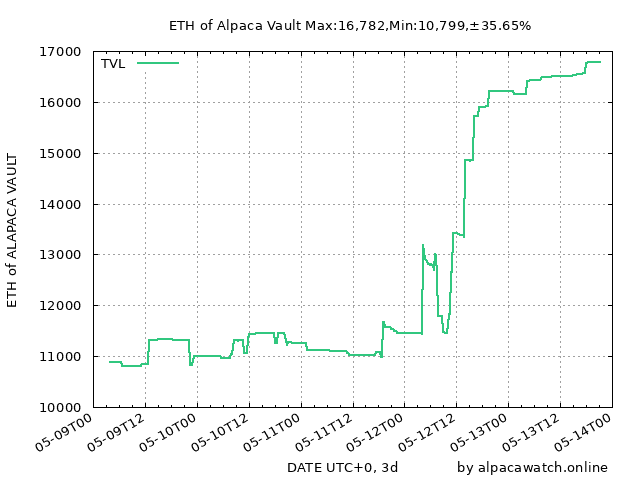 ETH of Alpaca Vault Max:16,782,Min:10,799,±35.65%
TVL
17000
16000
15000
14000
13000
12000
11000
10000
ETH of ALAPACA VAULT
05-09T00
05-09T12
05-10T00
05-10T12
05-11T00
05-11T12
05-12T00
05-12T12
05-13T00
05-13T12
05-14T00
DATE UTC+0, 3d
by alpacawatch.online